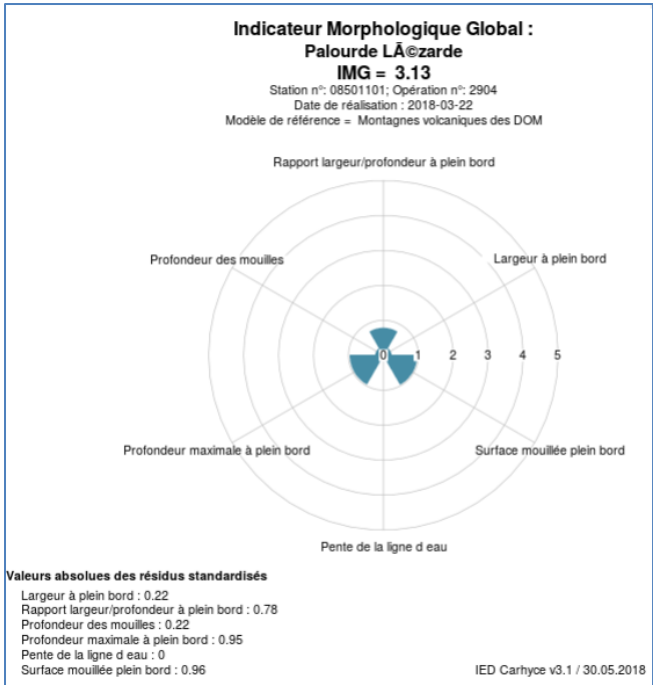 Indicateur Morphologique Global :
Palourde LÃ©zarde
IMG = 3.13
Station n°: 08501101; Opération n°: 2904
Date de réalisation : 2018-03-22
Modèle de référence = Montagnes volcaniques des DOM
Rapport largeur/profondeur à plein bord
Profondeur des mouilles
Largeur à plein bord
0 1 2 3 4 5
Profondeur maximale à plein bord
Surface mouillée plein bord
Pente de la ligne d eau
Valeurs absolues des résidus standardisés
Largeur à plein bord : 0.22
Rapport largeur/profondeur à plein bord : 0.78
Profondeur des mouilles : 0.22
Profondeur maximale à plein bord : 0.95
Pente de la ligne d eau : 0
Surface mouillée plein bord : 0.96
IED Carhyce v3.1 / 30.05.2018